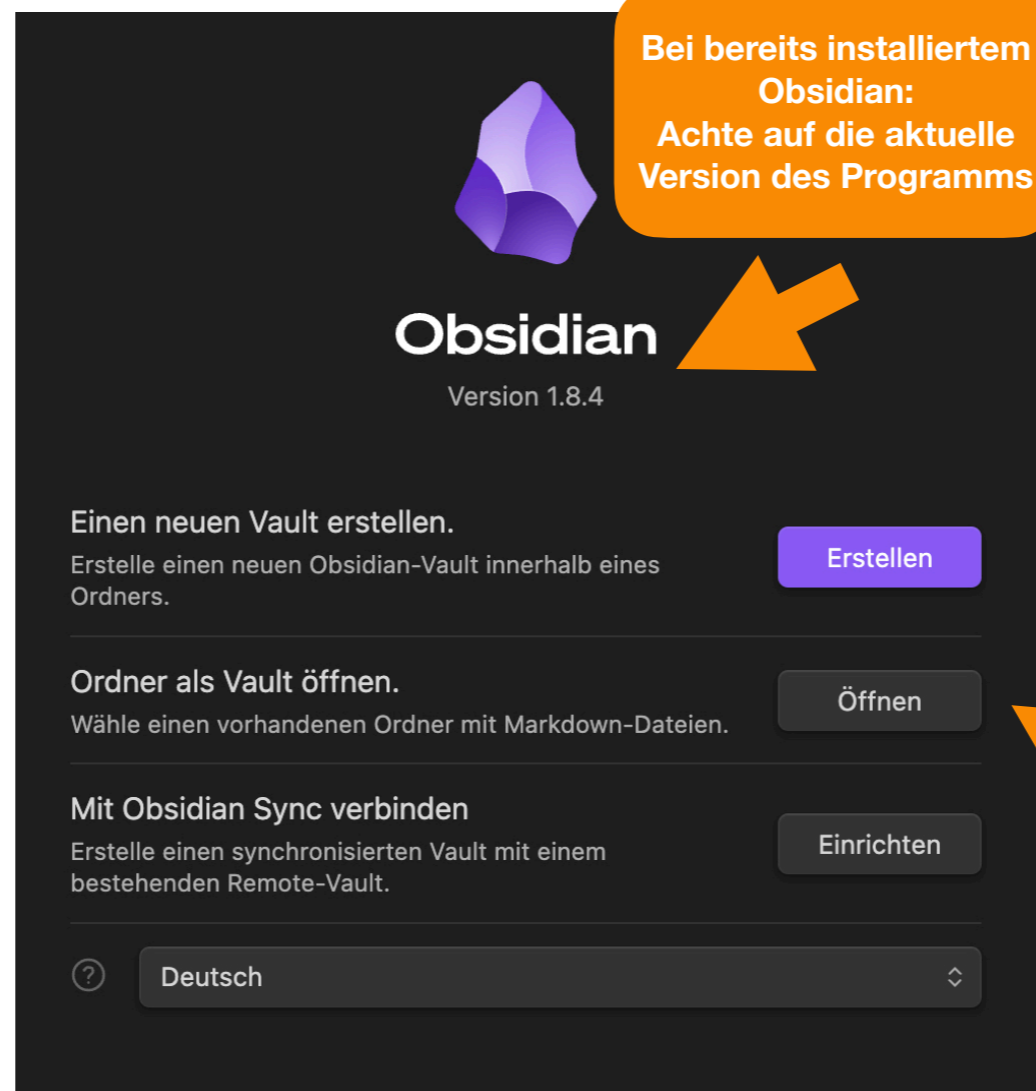 Bei bereits installiertem
Obsidian:
Achte auf die aktuelle
Version des Programms
Obsidian
Version 1.8.4
Einen neuen Vault erstellen.
Erstelle einen neuen Obsidian-Vault innerhalb eines
Ordners.
Erstellen
Ordner als Vault öffnen.
Wähle einen vorhandenen Ordner mit Markdown-Dateien.
Öffnen
Mit Obsidian Sync verbinden
Erstelle einen synchronisierten Vault mit einem
bestehenden Remote-Vault.
Einrichten
?
Deutsch